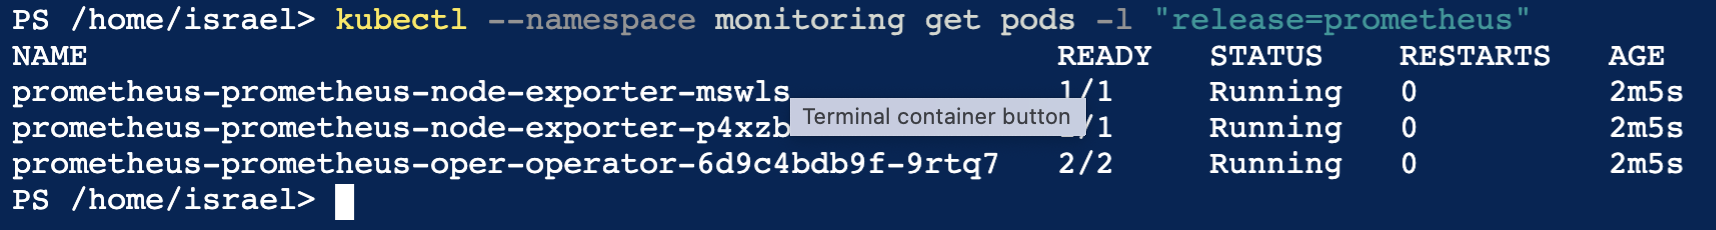 PS /home/israel> kubectl --namespace monitoring get pods -l "release=prometheus"
NAME READY STATUS RESTARTS AGE
prometheus-prometheus-node-exporter-mswls 1/1 Running 0 2m5s
prometheus-prometheus-node-exporter-p4xzb /1 Running 0 2m5s
Terminal container button
prometheus-prometheus-oper-operator-6d9c4bdb9f-9rtq7 2/2 Running 0 2m5s
PS /home/israel>